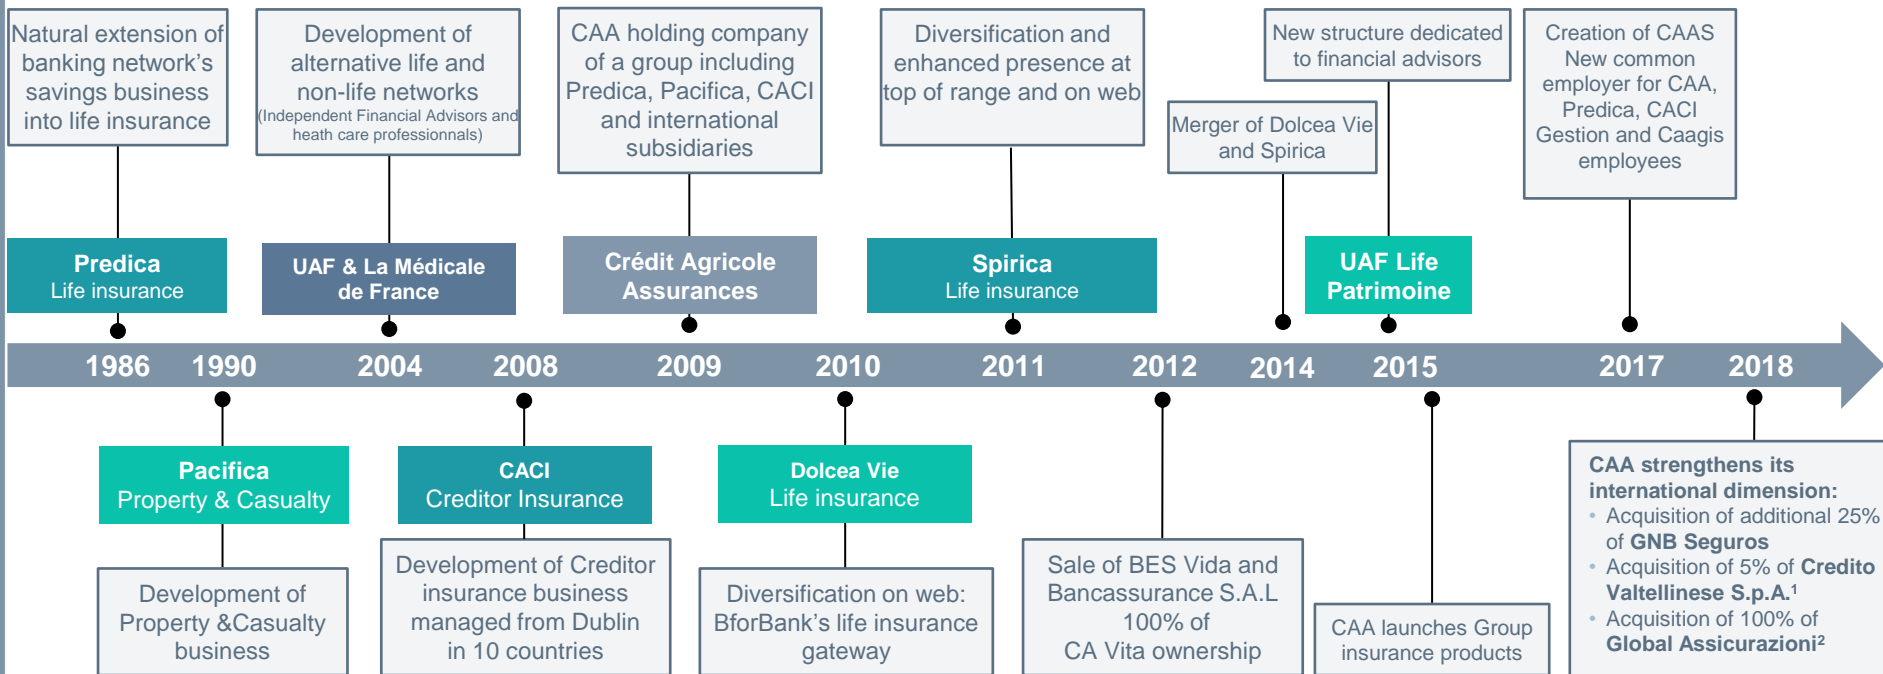 Natural extension of
banking network's
savings business
into life insurance
Development of
alternative life and
non-life networks
(Independent Financial Advisors and
heath care professionnals)
CAA holding company
of a group including
Predica, Pacifica, CACI
and international
subsidiaries
Diversification and
enhanced presence at
top of range and on web
Merger of Dolcea Vie
and Spirica
New structure dedicated
to financial advisors
Creation of CAAS
New common
employer for CAA,
Predica, CACI
Gestion and Caagis
employees
Predica
Life insurance
UAF & La Médicale
de France
Crédit Agricole
Assurances
Spirica
Life insurance
UAF Life
Patrimoine
1986 1990 2004 2008 2009 2010 2011 2012 2014 2015 2017 2018
Pacifica
Property & Casualty
CACI
Creditor Insurance
Dolcea Vie
Life insurance
Development of
Property &Casualty
business
Development of Creditor
insurance business
managed from Dublin
in 10 countries
Diversification on web:
BforBank's life insurance
gateway
Sale of BES Vida and
Bancassurance S.A.L
100% of
CA Vita ownership
CAA launches Group
insurance products
CAA strengthens its
international dimension:
• Acquisition of additional 25%
of GNB Seguros
• Acquisition of 5% of Credito
Valtellinese S.p.A.¹
• Acquisition of 100% of
Global Assicurazioni²